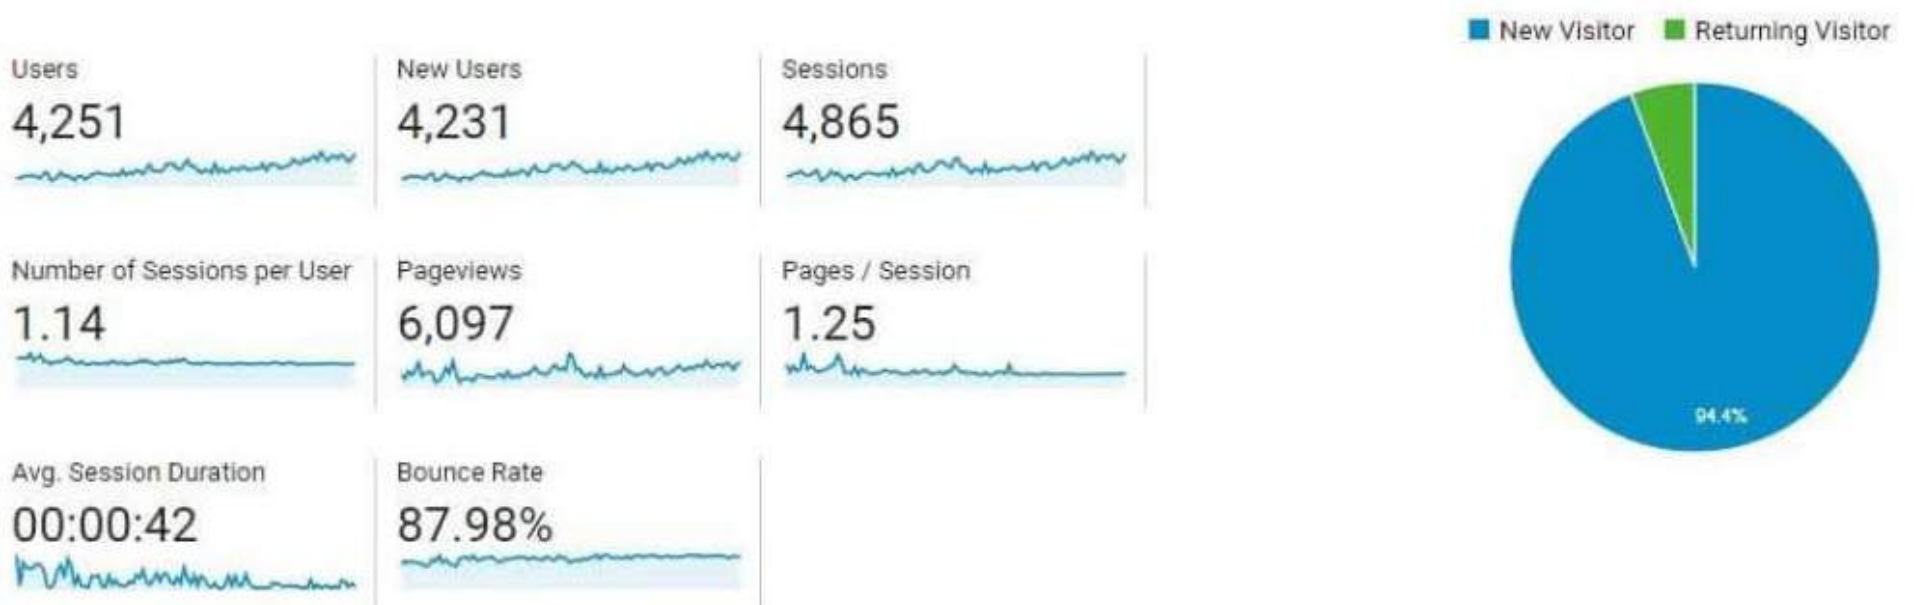 New Visitor
Returning Visitor
Users
4,251
New Users
4,231
Sessions
4,865
Number of Sessions per User
1.14
Pageviews
6,097
Pages / Session
1.25
Avg. Session Duration
00:00:42
Bounce Rate
87.98%
94.4%